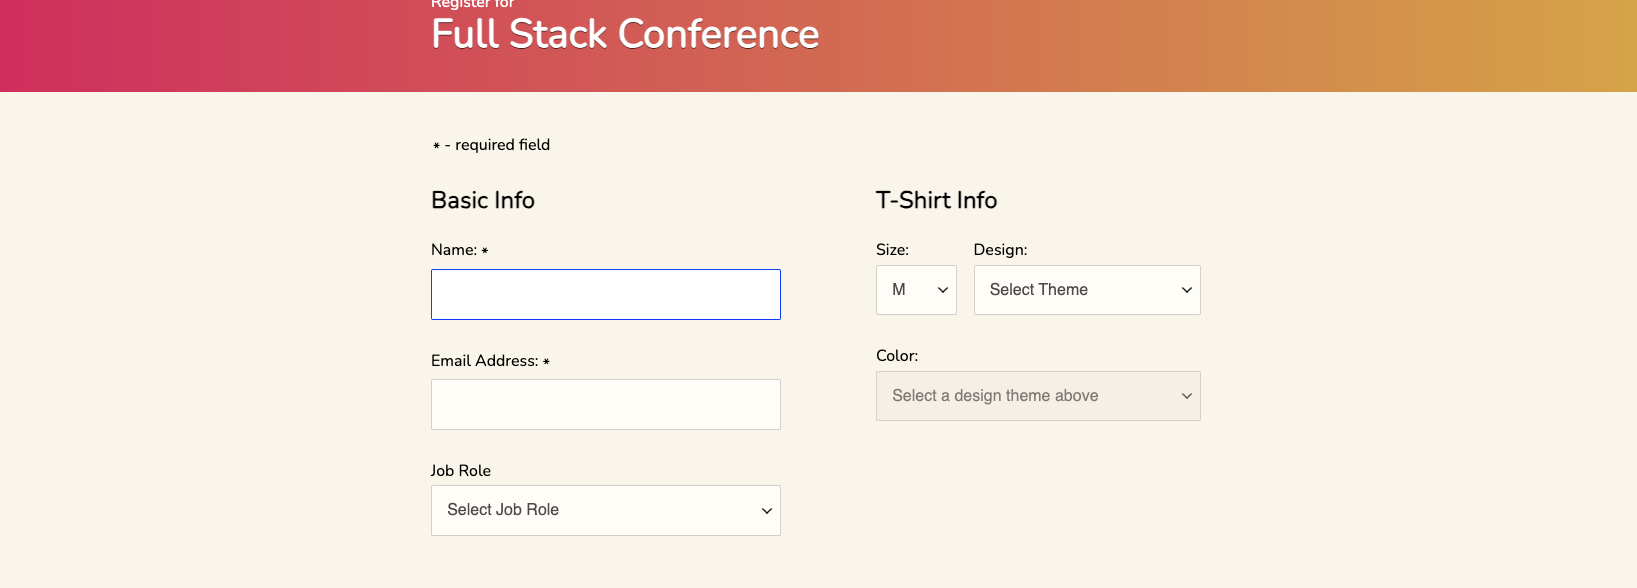 Register for
Full Stack Conference
* - required field
Basic Info
Name: *
Email Address: *
Job Role
Select Job Role
T-Shirt Info
Size:
Design:
M
Select Theme
Color:
Select a design theme above